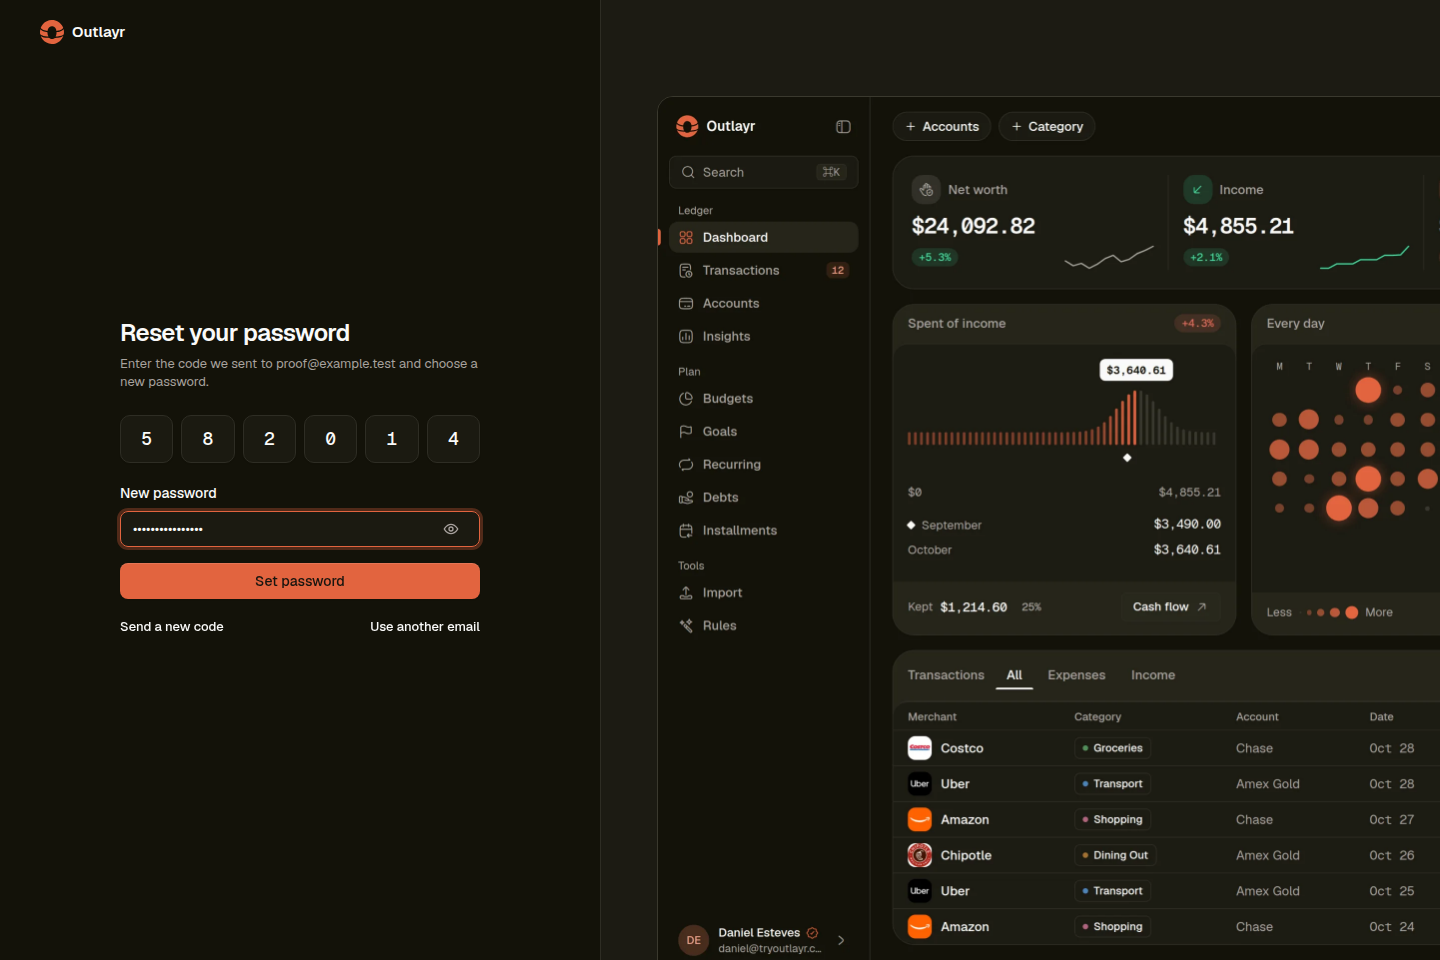 Outlayr
Reset your password
Enter the code we sent to proof@example.test and choose a
new password.
5 8 2 0 1 4
New password
••••••••••••••••
Set password
Send a new code Use another email
Outlayr
Search ⌘K
Ledger
Dashboard
Transactions 12
Accounts
Insights
Plan
Budgets
Goals
Recurring
Debts
Installments
Tools
Import
Rules
DE Daniel Esteves
daniel@tryoutlayr.c...
+ Accounts + Category
Net worth
$24,092.82
+5.3%
Income
$4,855.21
+2.1%
Spent of income +4.3%
$3,640.61
$0 $4,855.21
September $3,490.00
October $3,640.61
Kept $1,214.60 25% Cash flow
Every day
M T W T F S
Less More
Transactions All Expenses Income
Merchant Category Account Date
Costco Groceries Chase Oct 28
Uber Uber Transport Amex Gold Oct 28
Amazon Shopping Chase Oct 27
Chipotle Dining Out Amex Gold Oct 26
Uber Uber Transport Amex Gold Oct 25
Amazon Shopping Chase Oct 24